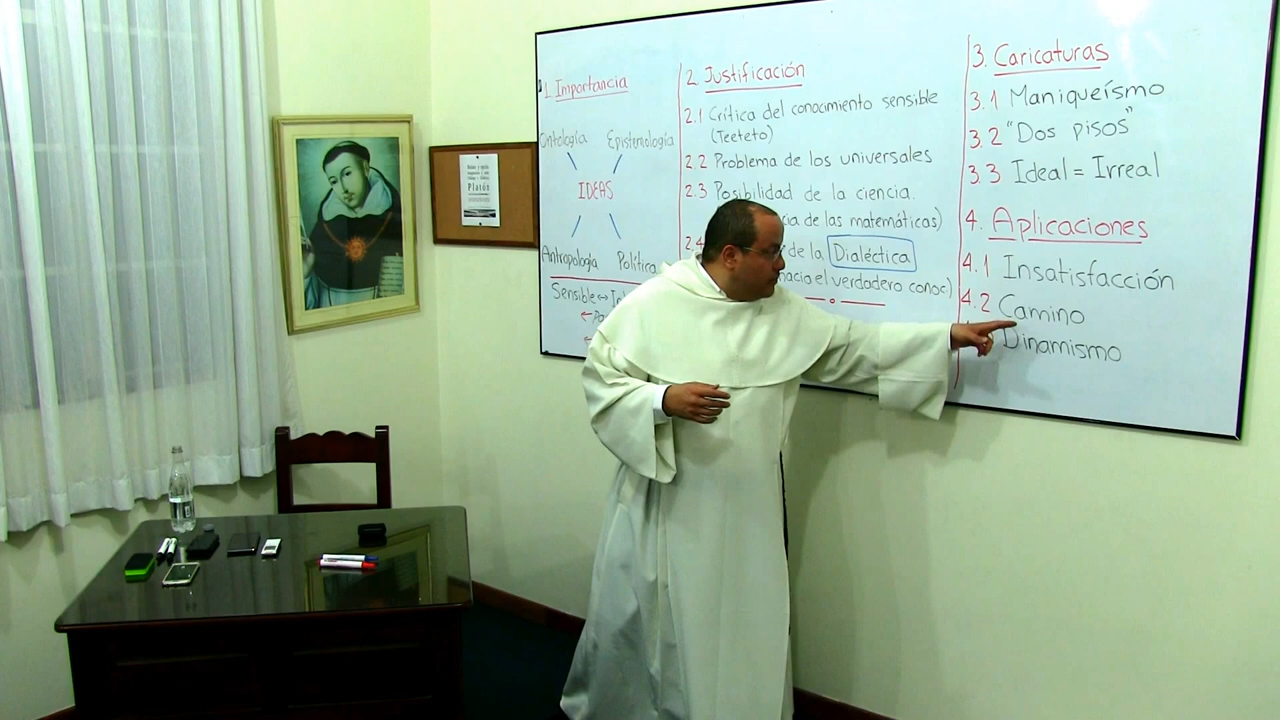 1. Importancia
Ontología Epistemología
IDEAS
Antropología Política
Sensible ↔
2. Justificación
2.1 Crítica del conocimiento sensible
(Teeteto)
2.2 Problema de los universales
2.3 Posibilidad de la ciencia.
de las matemáticas)
de la Dialéctica
hacia el verdadero conoc)
3. Caricaturas
3.1 Maniqueísmo
3.2 "Dos pisos"
3.3 Ideal = Irreal
4. Aplicaciones
4.1 Insatisfacción
4.2 Camino
Dinamismo
Platón